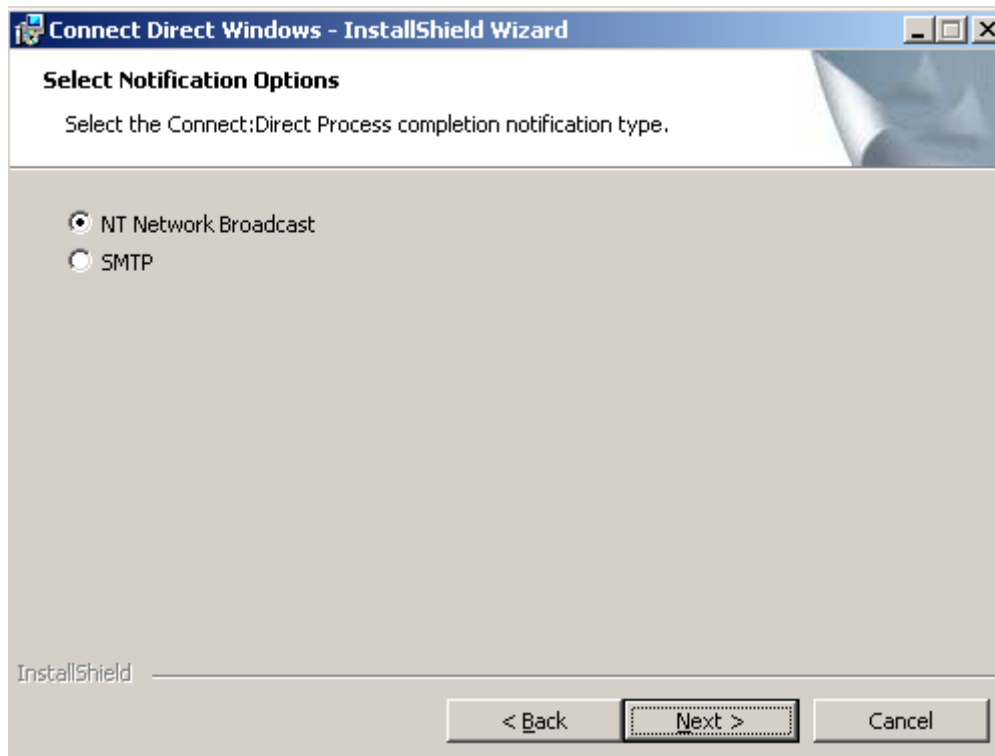 Connect Direct Windows - InstallShield Wizard
Select Notification Options
Select the Connect:Direct Process completion notification type.
NT Network Broadcast
SMTP
InstallShield
< Back
Next >
Cancel